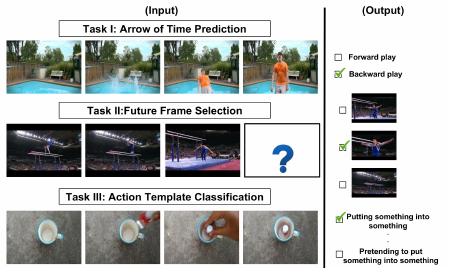 (Input)
(Output)
Task I: Arrow of Time Prediction
Forward play
Backward play
Task II:Future Frame Selection
?
Task III: Action Template Classification
Putting something into
something
.
.
Pretending to put
something into something